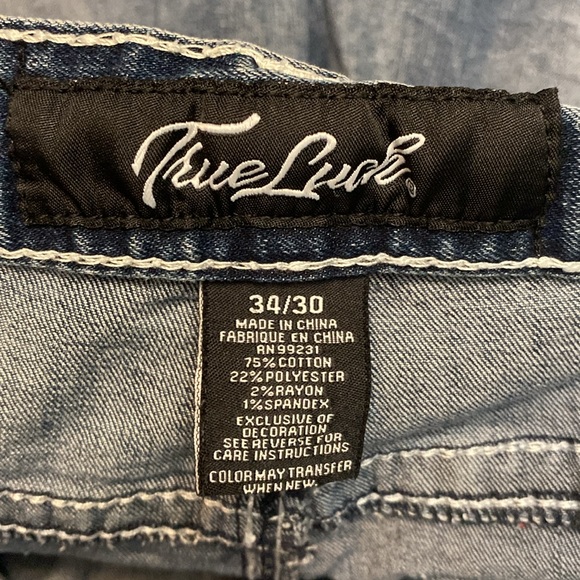 True Luck®
34/30
MADE IN CHINA
FABRIQUE EN CHINA
RN 99231
75% COTTON
22% POLYESTER
2% RAYON
1% SPANDEX
EXCLUSIVE OF
DECORATION
SEE REVERSE FOR
CARE INSTRUCTIONS
COLOR MAY TRANSFER
WHEN NEW.